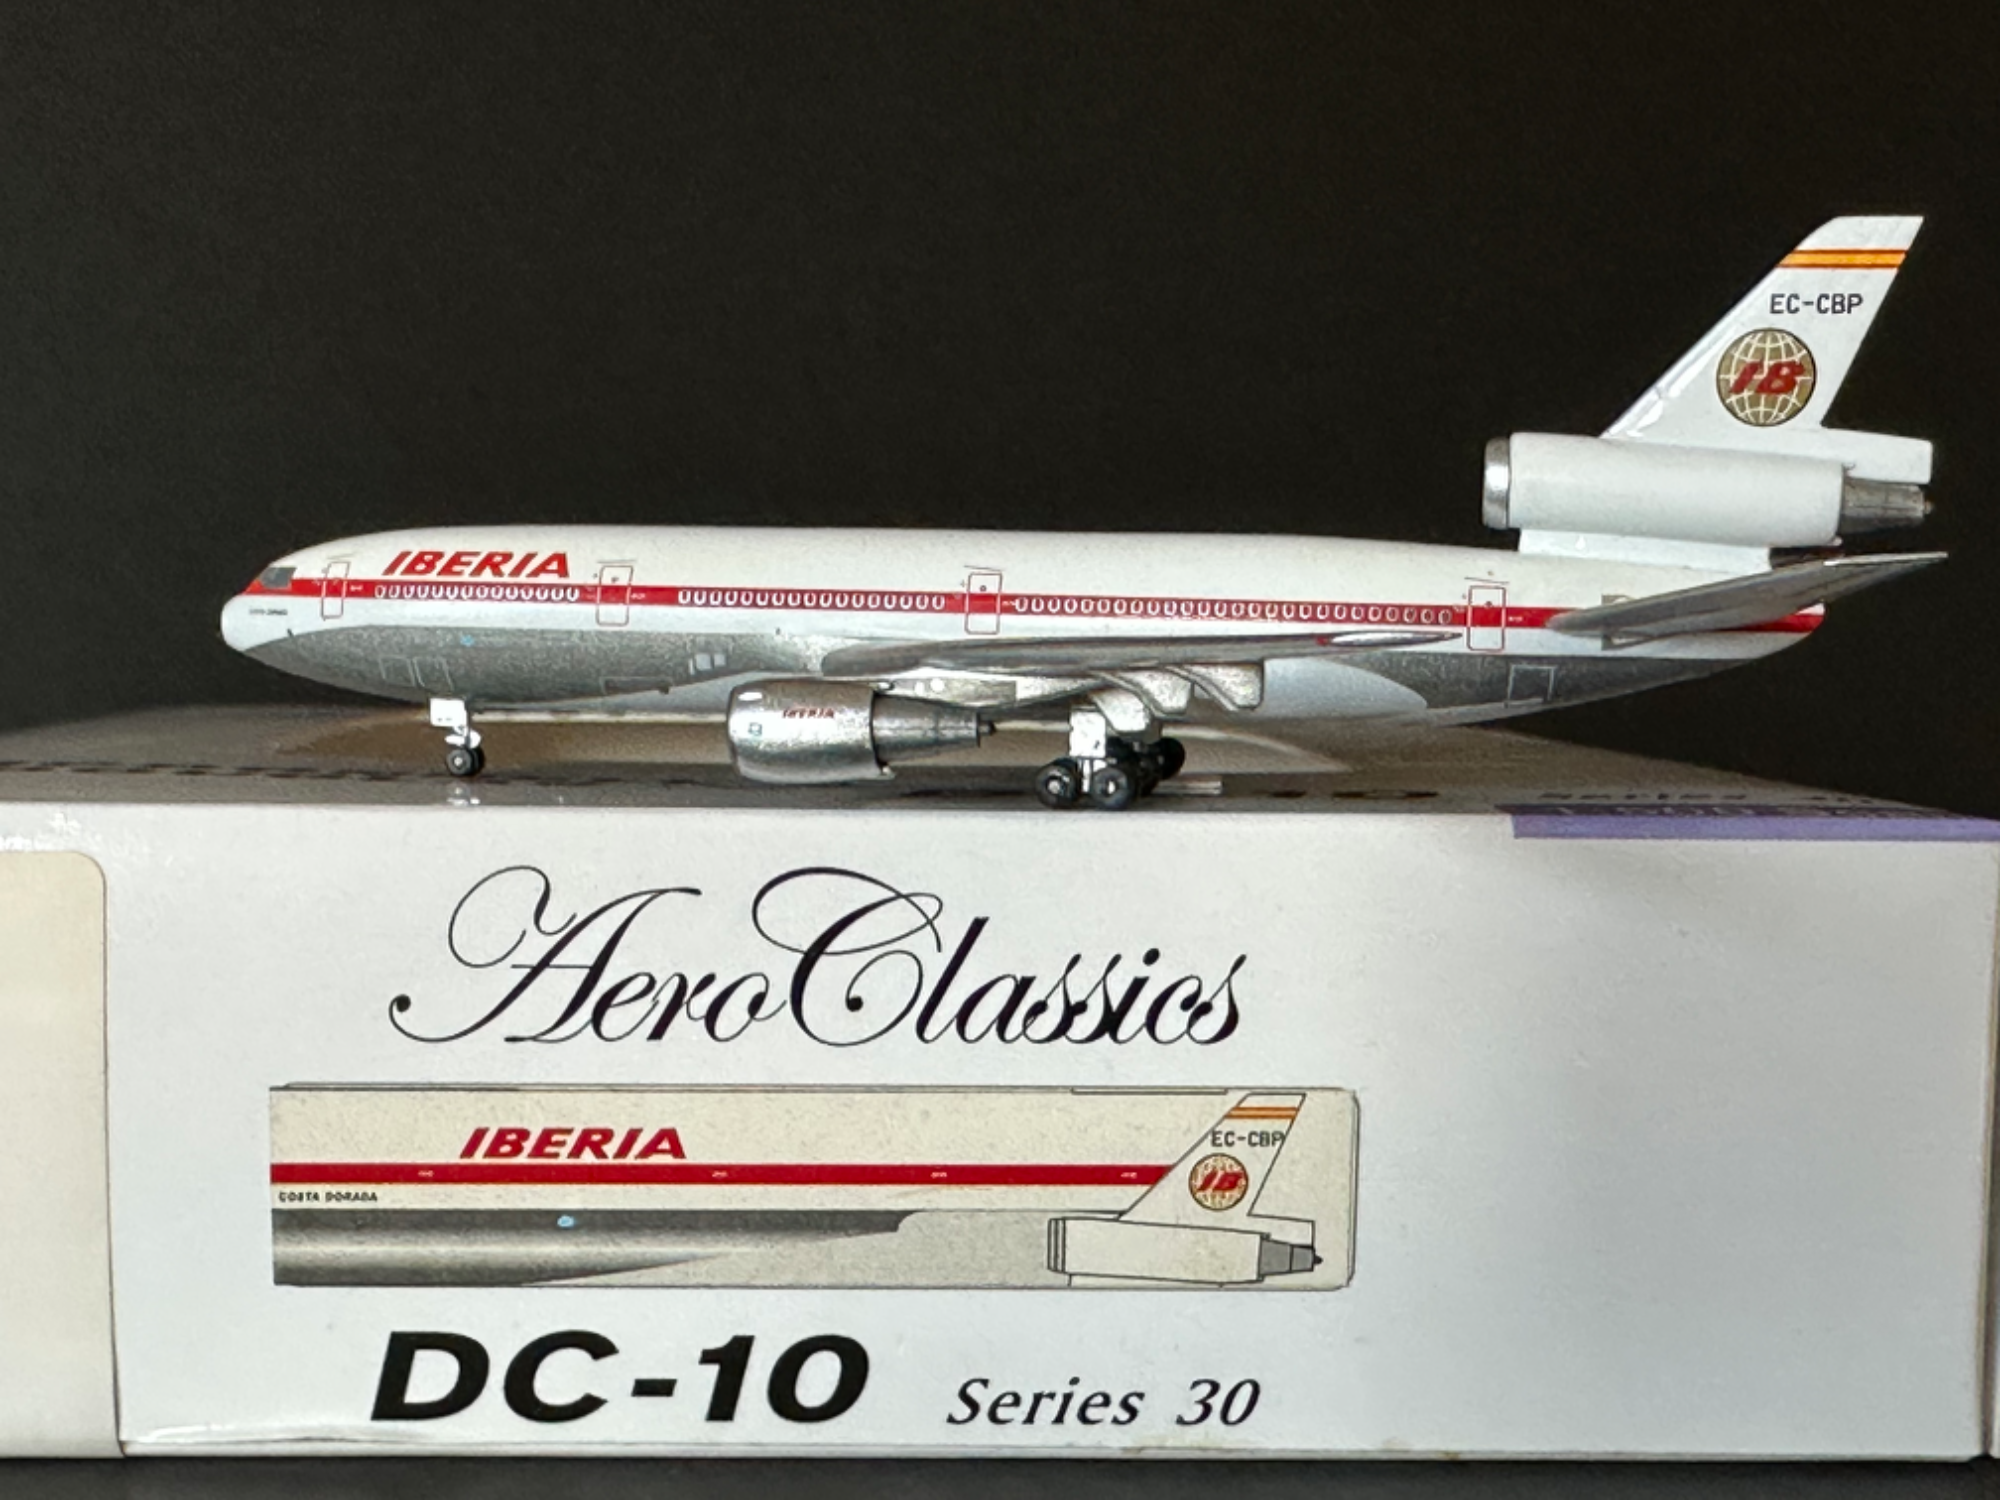 EC-CBP
IB
IBERIA
IBERIA
AeroClassics
IBERIA
EC-CBP
IB
COSTA DORADA
DC-10 Series 30